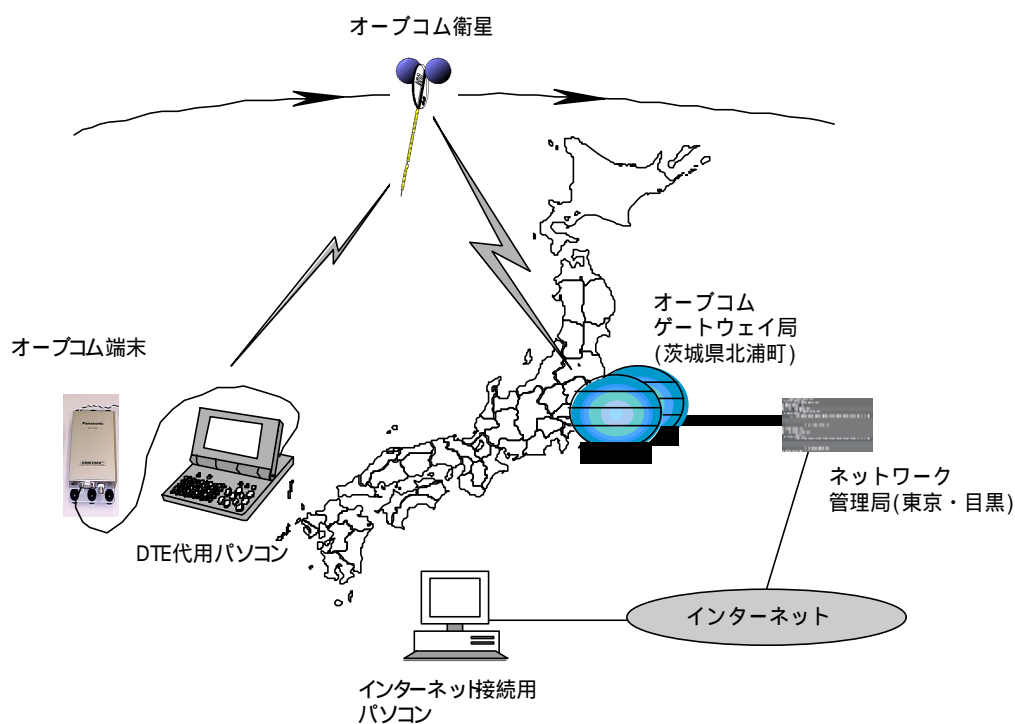 オーブコム衛星
オーブコム
ゲートウェイ局
(茨城県北浦町)
オーブコム端末
Panasonic
ネットワーク
管理局(東京・目黒)
DTE代用パソコン
インターネット
インターネット接続用
パソコン